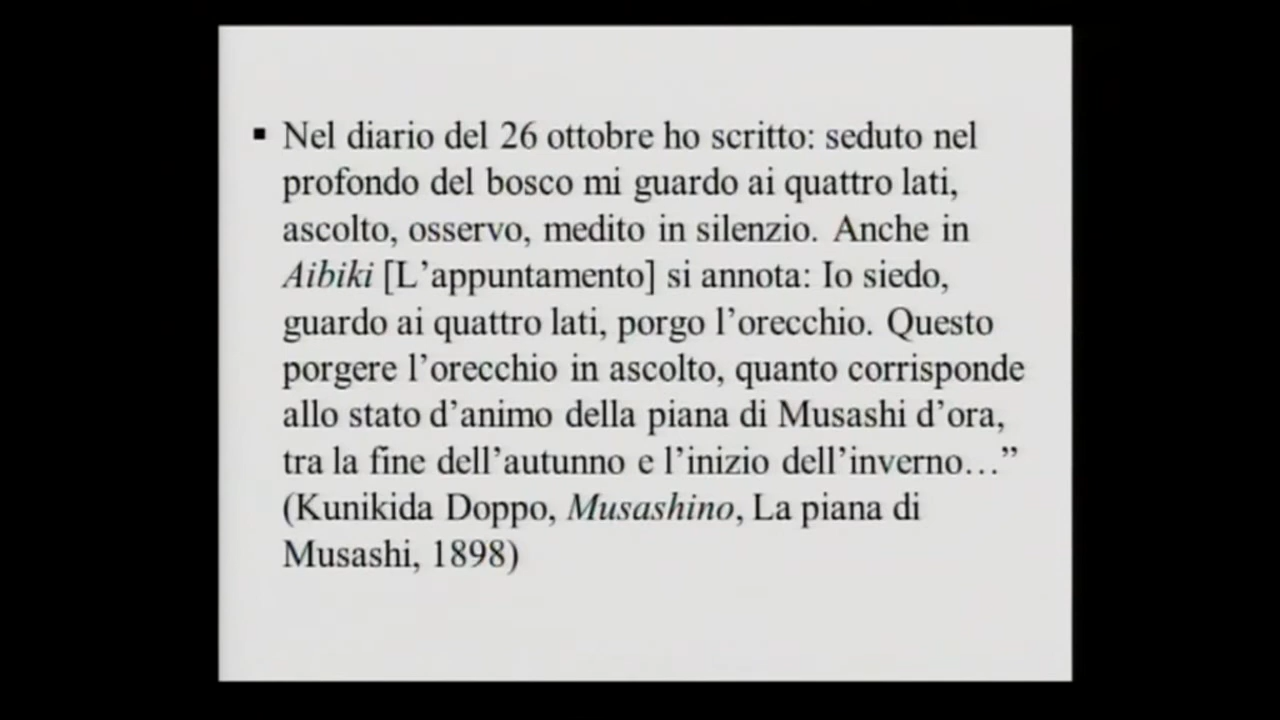 ▪ Nel diario del 26 ottobre ho scritto: seduto nel
profondo del bosco mi guardo ai quattro lati,
ascolto, osservo, medito in silenzio. Anche in
Aibiki [L’appuntamento] si annota: Io siedo,
guardo ai quattro lati, porgo l’orecchio. Questo
porgere l’orecchio in ascolto, quanto corrisponde
allo stato d’animo della piana di Musashi d’ora,
tra la fine dell’autunno e l’inizio dell’inverno…”
(Kunikida Doppo, Musashino, La piana di
Musashi, 1898)